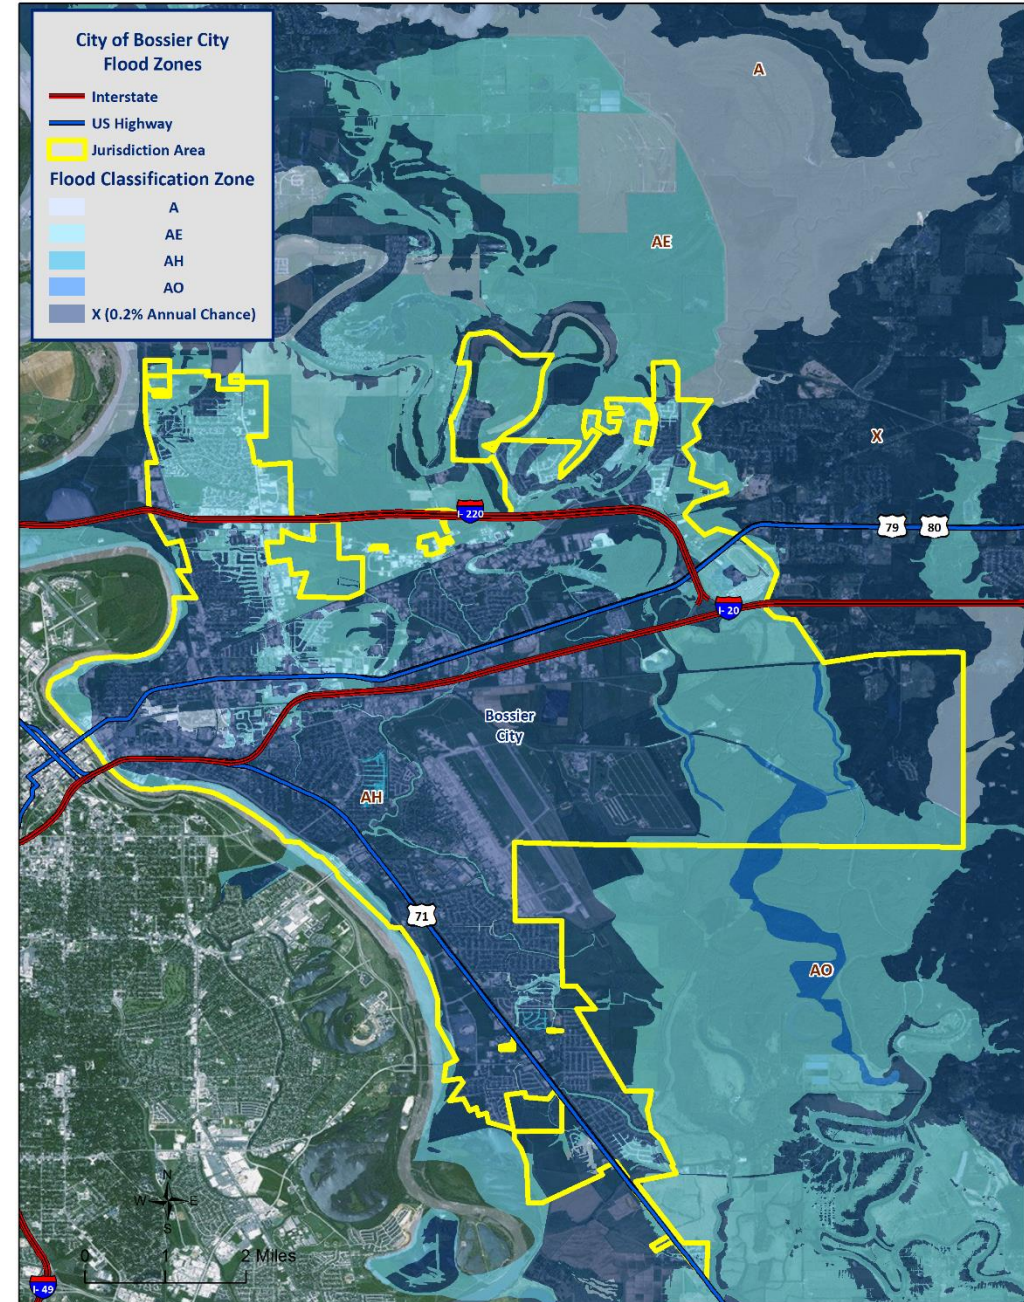 City of Bossier City
Flood Zones
Interstate
US Highway
Jurisdiction Area
Flood Classification Zone
A
AE
AH
AO
X (0.2% Annual Chance)
A
AE
X
I-220
79
80
I-20
Bossier
City
AH
71
AO
N
W
E
S
0
1
2 Miles
I-49